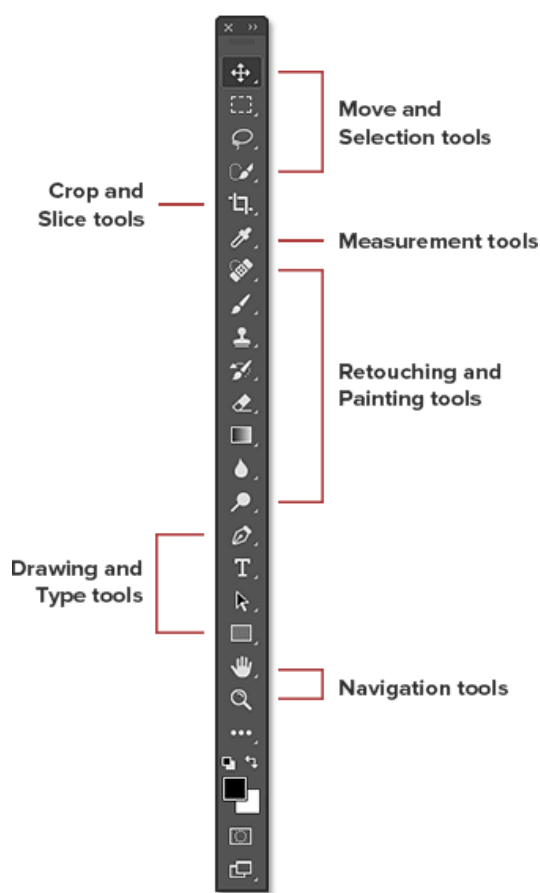 Move and
Selection tools
Crop and
Slice tools
Measurement tools
Retouching and
Painting tools
Drawing and
Type tools
T
Navigation tools